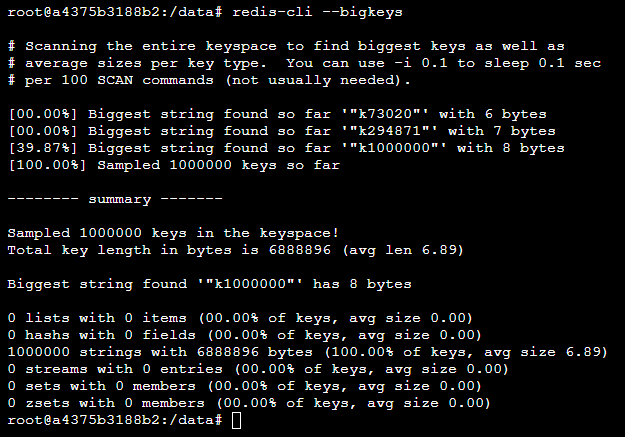 root@a4375b3188b2:/data# redis-cli --bigkeys
# Scanning the entire keyspace to find biggest keys as well as
# average sizes per key type.  You can use -i 0.1 to sleep 0.1 sec
# per 100 SCAN commands (not usually needed).
[00.00%] Biggest string found so far '"k73020"' with 6 bytes
[00.00%] Biggest string found so far '"k294871"' with 7 bytes
[39.87%] Biggest string found so far '"k1000000"' with 8 bytes
[100.00%] Sampled 1000000 keys so far
-------- summary -------
Sampled 1000000 keys in the keyspace!
Total key length in bytes is 6888896 (avg len 6.89)
Biggest string found '"k1000000"' has 8 bytes
0 lists with 0 items (00.00% of keys, avg size 0.00)
0 hashs with 0 fields (00.00% of keys, avg size 0.00)
1000000 strings with 6888896 bytes (100.00% of keys, avg size 6.89)
0 streams with 0 entries (00.00% of keys, avg size 0.00)
0 sets with 0 members (00.00% of keys, avg size 0.00)
0 zsets with 0 members (00.00% of keys, avg size 0.00)
root@a4375b3188b2:/data#